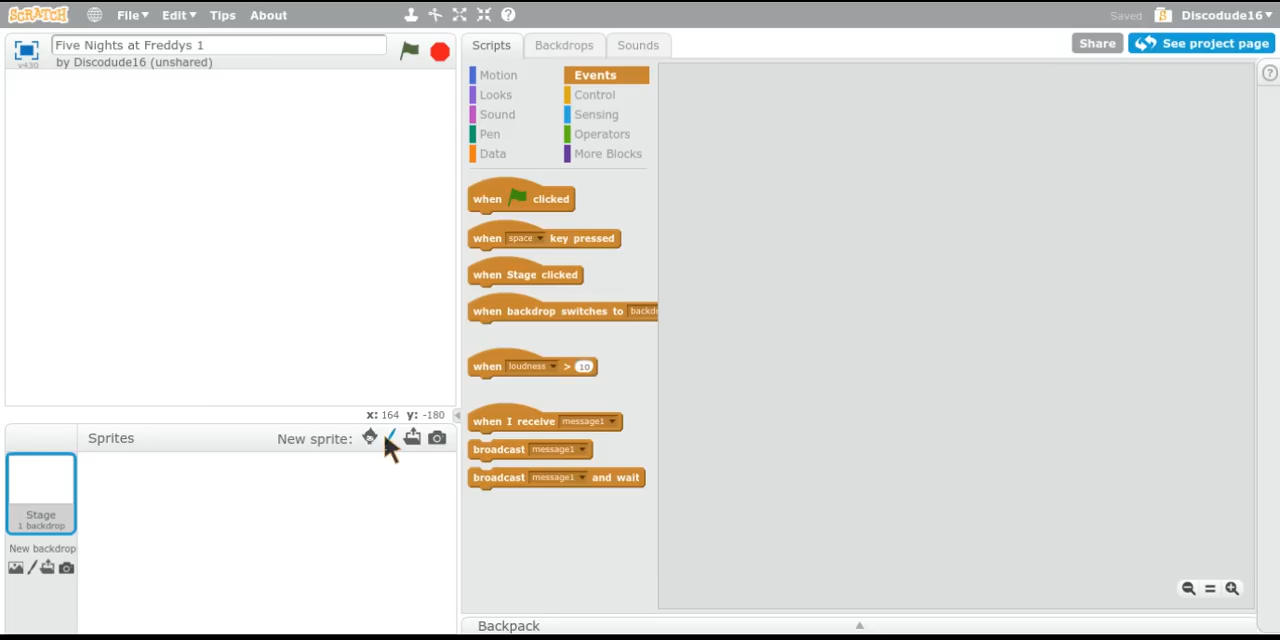 SCRATCH File Edit Tips About Saved Discodude16
Five Nights at Freddys 1
by Discodude16 (unshared)
v430
Scripts Backdrops Sounds
Share See project page
Motion Events
Looks Control
Sound Sensing
Pen Operators
Data More Blocks
when clicked
when space key pressed
when Stage clicked
when backdrop switches to
when loudness > 10
when I receive message1
broadcast message1
broadcast message1 and wait
x: 164 y: -180
Sprites New sprite:
Stage
1 backdrop
New backdrop
Backpack